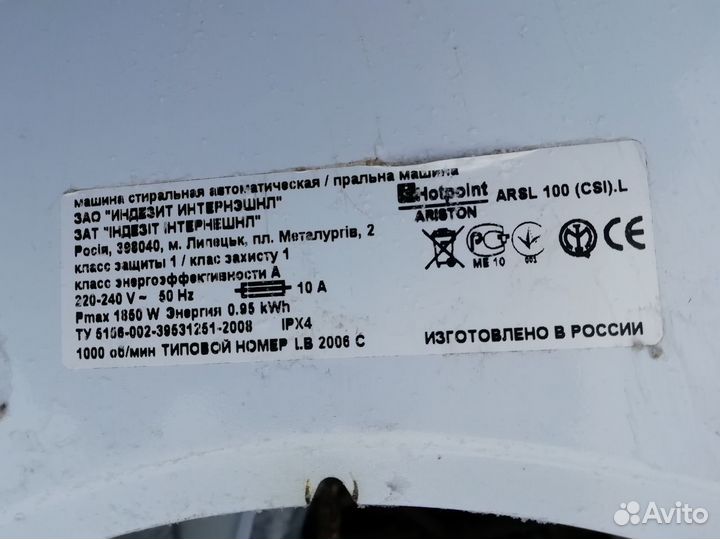 машина стиральная автоматическая / пральна машина
ЗАО "ИНДЕЗИТ ИНТЕРНЭШНЛ"
ЗАТ "ІНДЕЗІТ ІНТЕРНЕШНЛ"
Росія, 398040, м. Липецьк, пл. Металургів, 2
класс защиты 1 / клас захисту 1
класс энергоэффективности А
220-240 V ~ 50 Hz 10 A
Pmax 1850 W Энергия 0.95 kWh
ТУ 5156-002-39531251-2008 IPX4
1000 об/мин ТИПОВОЙ НОМЕР LB 2006 C
Hotpoint
ARISTON
ARSL 100 (CSI).L
ME 10
003
ИЗГОТОВЛЕНО В РОССИИ
Avito